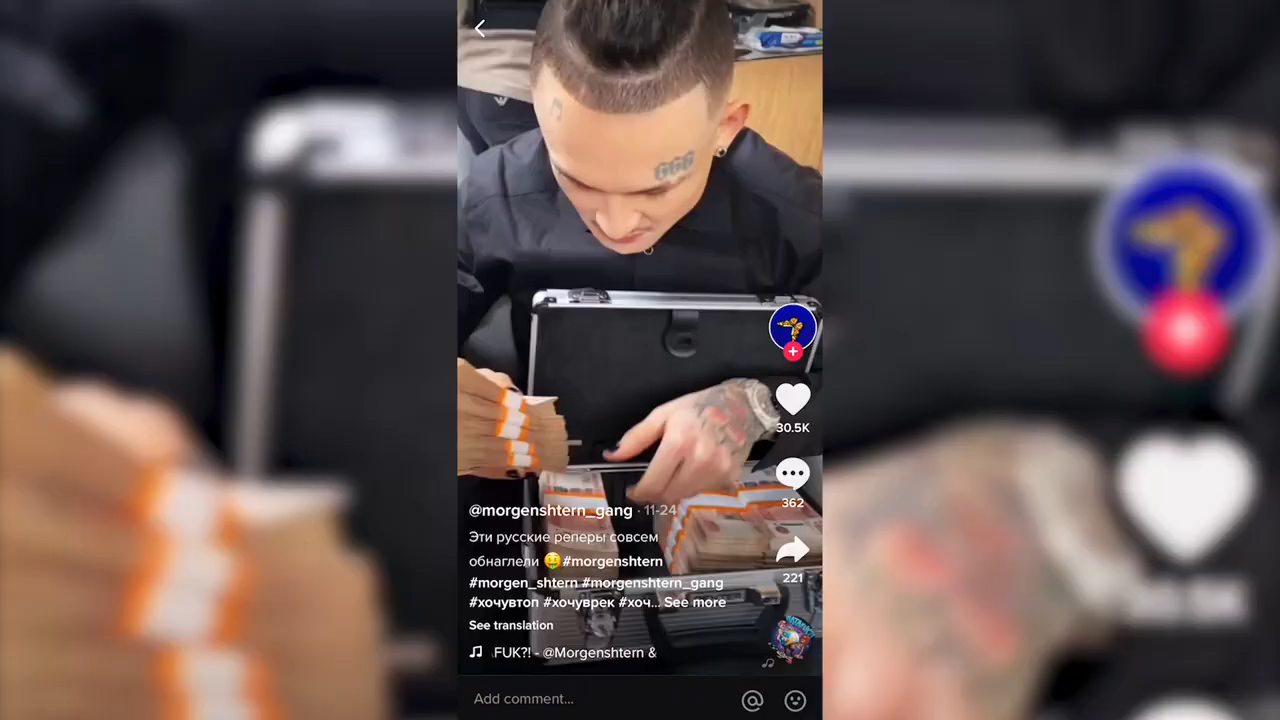 666
30.5K
362
@morgenshtern_gang · 11-24
Эти русские реперы совсем
обнаглели 🤑 #morgenshtern
#morgen_shtern #morgenshtern_gang
#хочувтоп #хочуврек #хоч... See more
See translation
221
.FUK?! - @Morgenshtern &
Add comment...